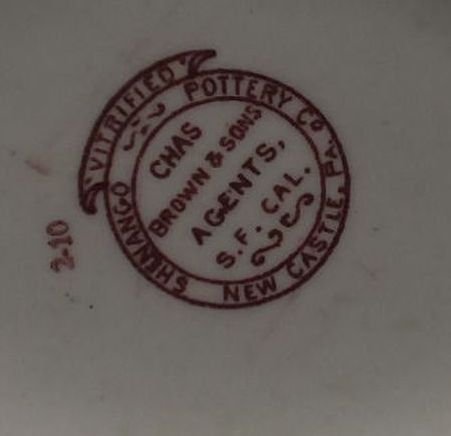 VITRIFIED
SHENANGO POTTERY Cº
NEW CASTLE, PA.
CHAS
BROWN & SONS
AGENTS,
S.F. CAL.
2-10